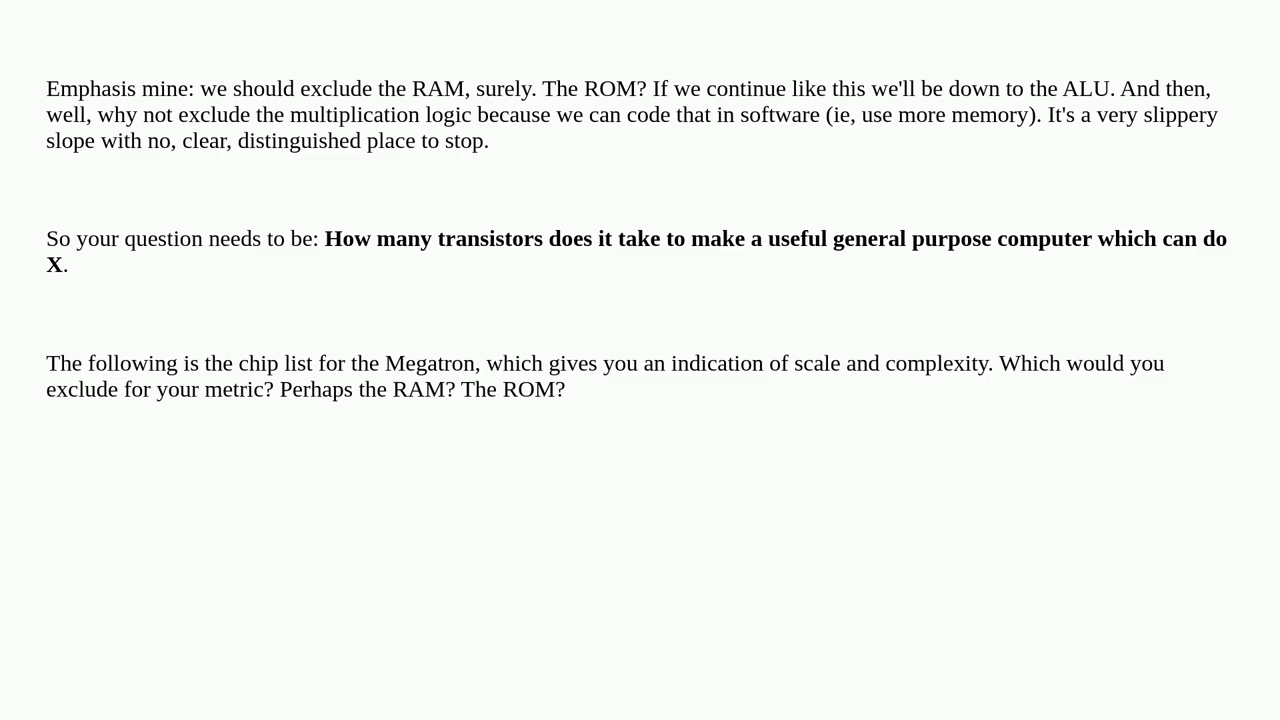 Emphasis mine: we should exclude the RAM, surely. The ROM? If we continue like this we'll be down to the ALU. And then,
well, why not exclude the multiplication logic because we can code that in software (ie, use more memory). It's a very slippery
slope with no, clear, distinguished place to stop.
So your question needs to be: How many transistors does it take to make a useful general purpose computer which can do
X.
The following is the chip list for the Megatron, which gives you an indication of scale and complexity. Which would you
exclude for your metric? Perhaps the RAM? The ROM?